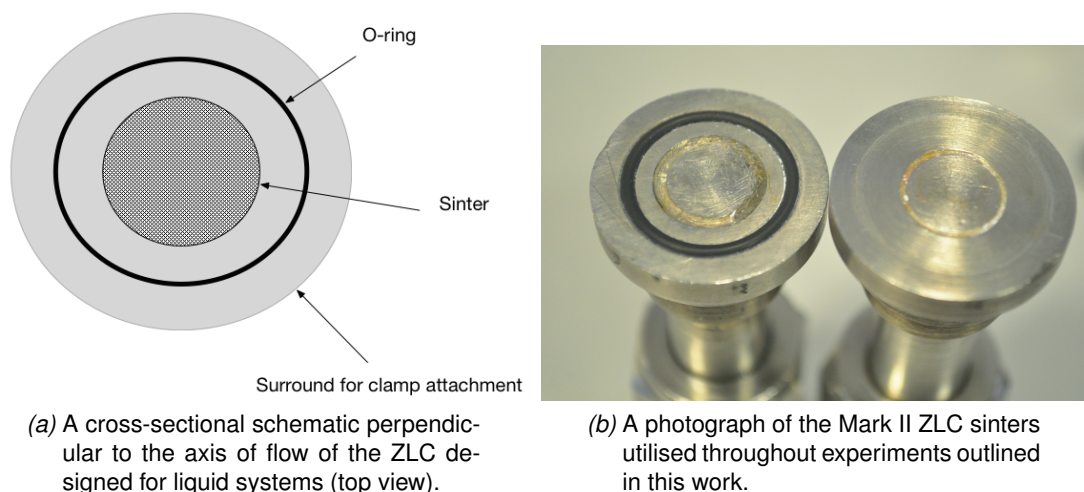 O-ring
Sinter
Surround for clamp attachment
(a) A cross-sectional schematic perpendic-
ular to the axis of flow of the ZLC de-
signed for liquid systems (top view).
(b) A photograph of the Mark II ZLC sinters
utilised throughout experiments outlined
in this work.